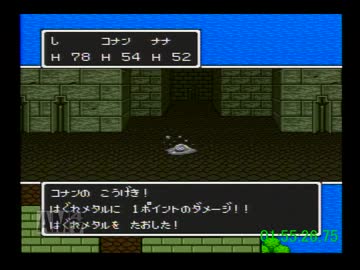 し コナン ナナ
H 78 H 54 H 52
コナンの こうげき！
はぐれメタルに 1ポイントのダメージ！！
はぐれメタルを たおした！
01:55:28.75